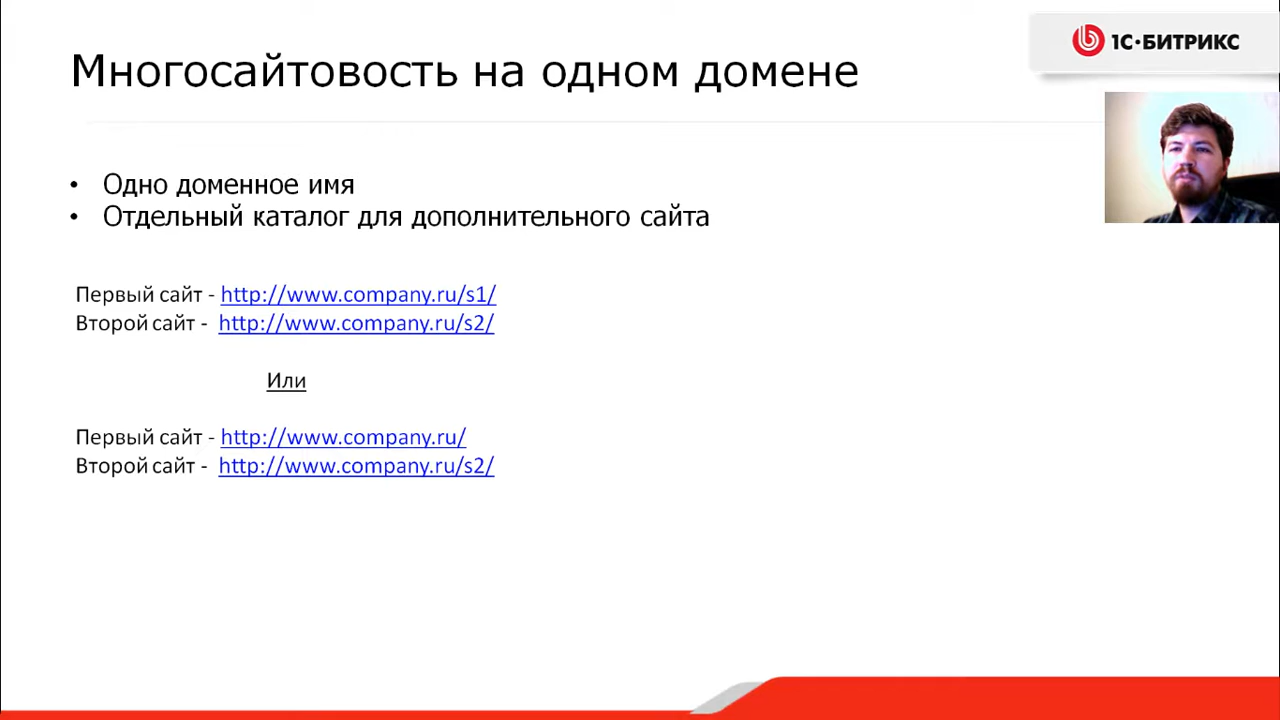 Многосайтовость на одном домене
1С·БИТРИКС
• Одно доменное имя
• Отдельный каталог для дополнительного сайта
Первый сайт - http://www.company.ru/s1/
Второй сайт - http://www.company.ru/s2/
Или
Первый сайт - http://www.company.ru/
Второй сайт - http://www.company.ru/s2/